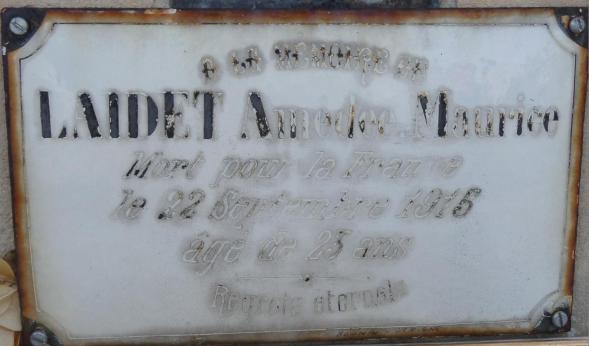 A LA MEMOIRE DE
LAIDET Amédée Maurice
Mort pour la France
le 22 Septembre 1916
âgé de 23 ans
Regrets éternels